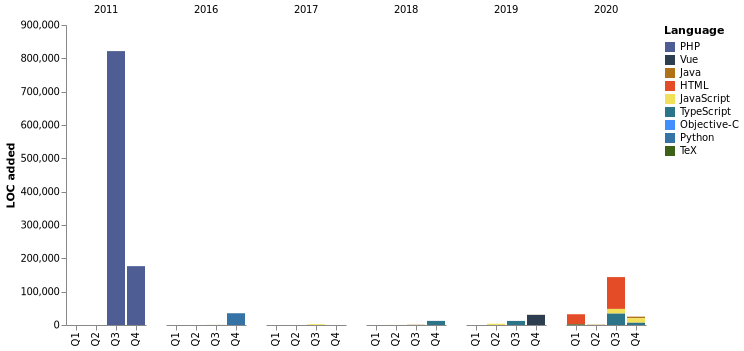 2011 2016 2017 2018 2019 2020
900,000
800,000
700,000
600,000
500,000
400,000
300,000
200,000
100,000
0
LOC added
Q1 Q2 Q3 Q4 Q1 Q2 Q3 Q4 Q1 Q2 Q3 Q4 Q1 Q2 Q3 Q4 Q1 Q2 Q3 Q4 Q1 Q2 Q3 Q4
Language
PHP
Vue
Java
HTML
JavaScript
TypeScript
Objective-C
Python
TeX